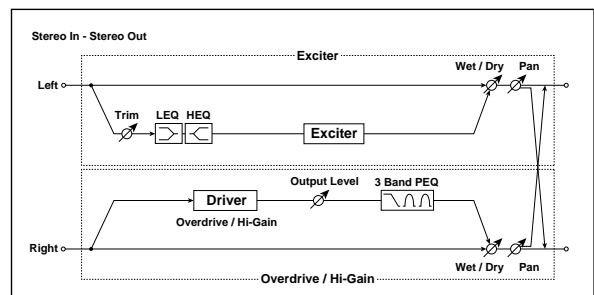 Stereo In - Stereo Out
Exciter
Wet / Dry Pan
Left
Trim LEQ HEQ
Exciter
Output Level 3 Band PEQ
Driver
Overdrive / Hi-Gain
Right
Wet / Dry Pan
Overdrive / Hi-Gain